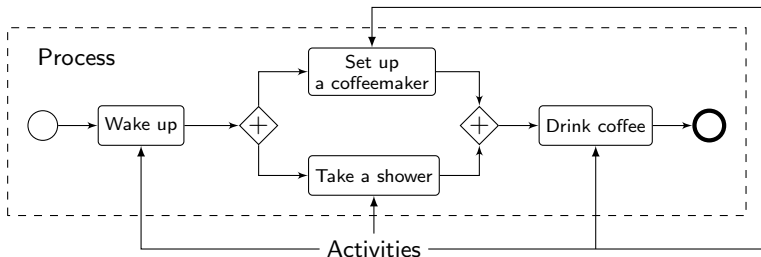 Process
Set up
a coffeemaker
Wake up
Drink coffee
Take a shower
Activities